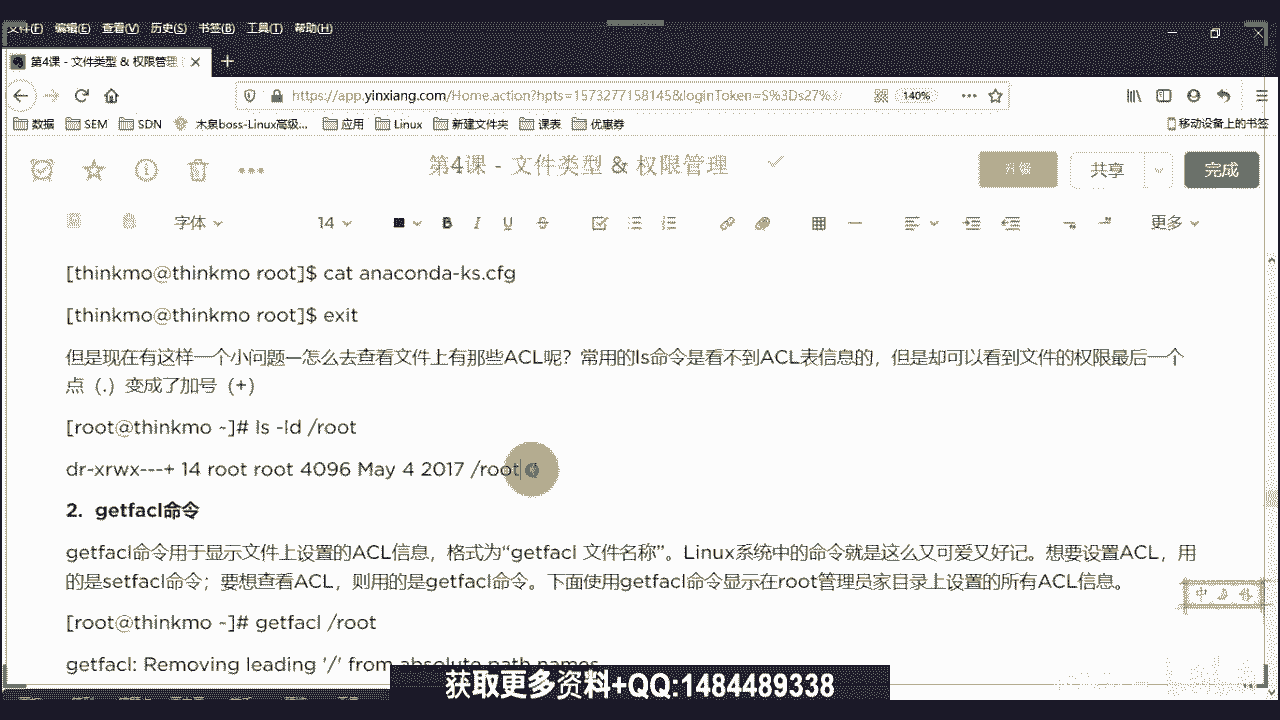 文件(F) 编辑(E) 查看(V) 历史(S) 书签(B) 工具(T) 帮助(H)
第4课 - 文件类型 & 权限管理
https://app.yinxiang.com/Home.action?hpts=1573277158145&loginToken=S%3Ds27%3 140%
数据 SEM SDN 木泉boss-Linux高级... 应用 Linux 新建文件夹 课表 优惠券 移动设备上的书签
第4课 - 文件类型 & 权限管理 升级 共享 完成
字体 14 B I U S 更多
[thinkmo@thinkmo root]$ cat anaconda-ks.cfg
[thinkmo@thinkmo root]$ exit
但是现在有这样一个小问题—怎么去查看文件上有那些ACL呢？常用的ls命令是看不到ACL表信息的，但是却可以看到文件的权限最后一个
点（.）变成了加号（+）
[root@thinkmo ~]# ls -ld /root
dr-xrwx---+ 14 root root 4096 May 4 2017 /root
2. getfacl命令
getfacl命令用于显示文件上设置的ACL信息，格式为“getfacl 文件名称”。Linux系统中的命令就是这么又可爱又好记。想要设置ACL，用
的是setfacl命令；要想查看ACL，则用的是getfacl命令。下面使用getfacl命令显示在root管理员家目录上设置的所有ACL信息。
[root@thinkmo ~]# getfacl /root
getfacl: Removing leading '/' from absolute path names
获取更多资料+QQ:1484489338